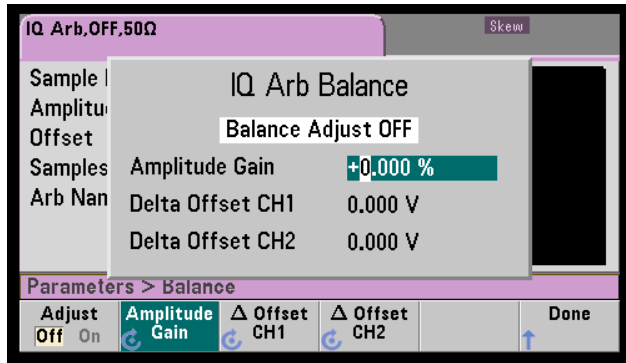 IQ Arb,OFF,50Ω
Skew
Sample
IQ Arb Balance
Balance Adjust OFF
Offset
Samples
Arb
Amplitude Gain +0.000 %
Delta Offset CH1 0.000 V
Delta Offset CH2 0.000 V
Parameters > Balance
Adjust Off On
Amplitude Gain
Δ Offset CH1
Δ Offset CH2
Done